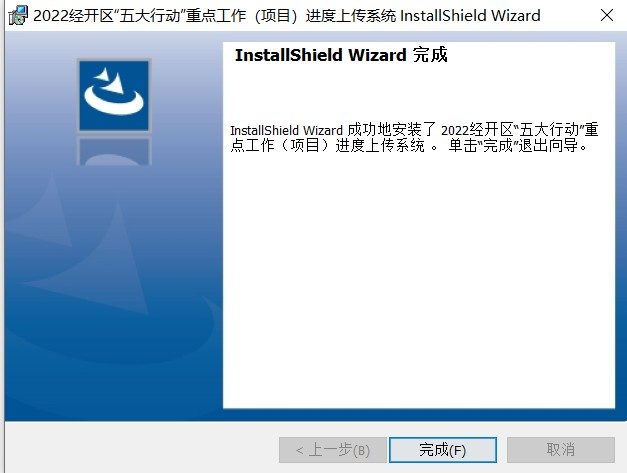 2022经开区“五大行动”重点工作（项目）进度上传系统 InstallShield Wizard
InstallShield Wizard 完成
InstallShield Wizard 成功地安装了 2022经开区“五大行动”重
点工作（项目）进度上传系统 。 单击“完成”退出向导。
< 上一步(B)
完成(F)
取消